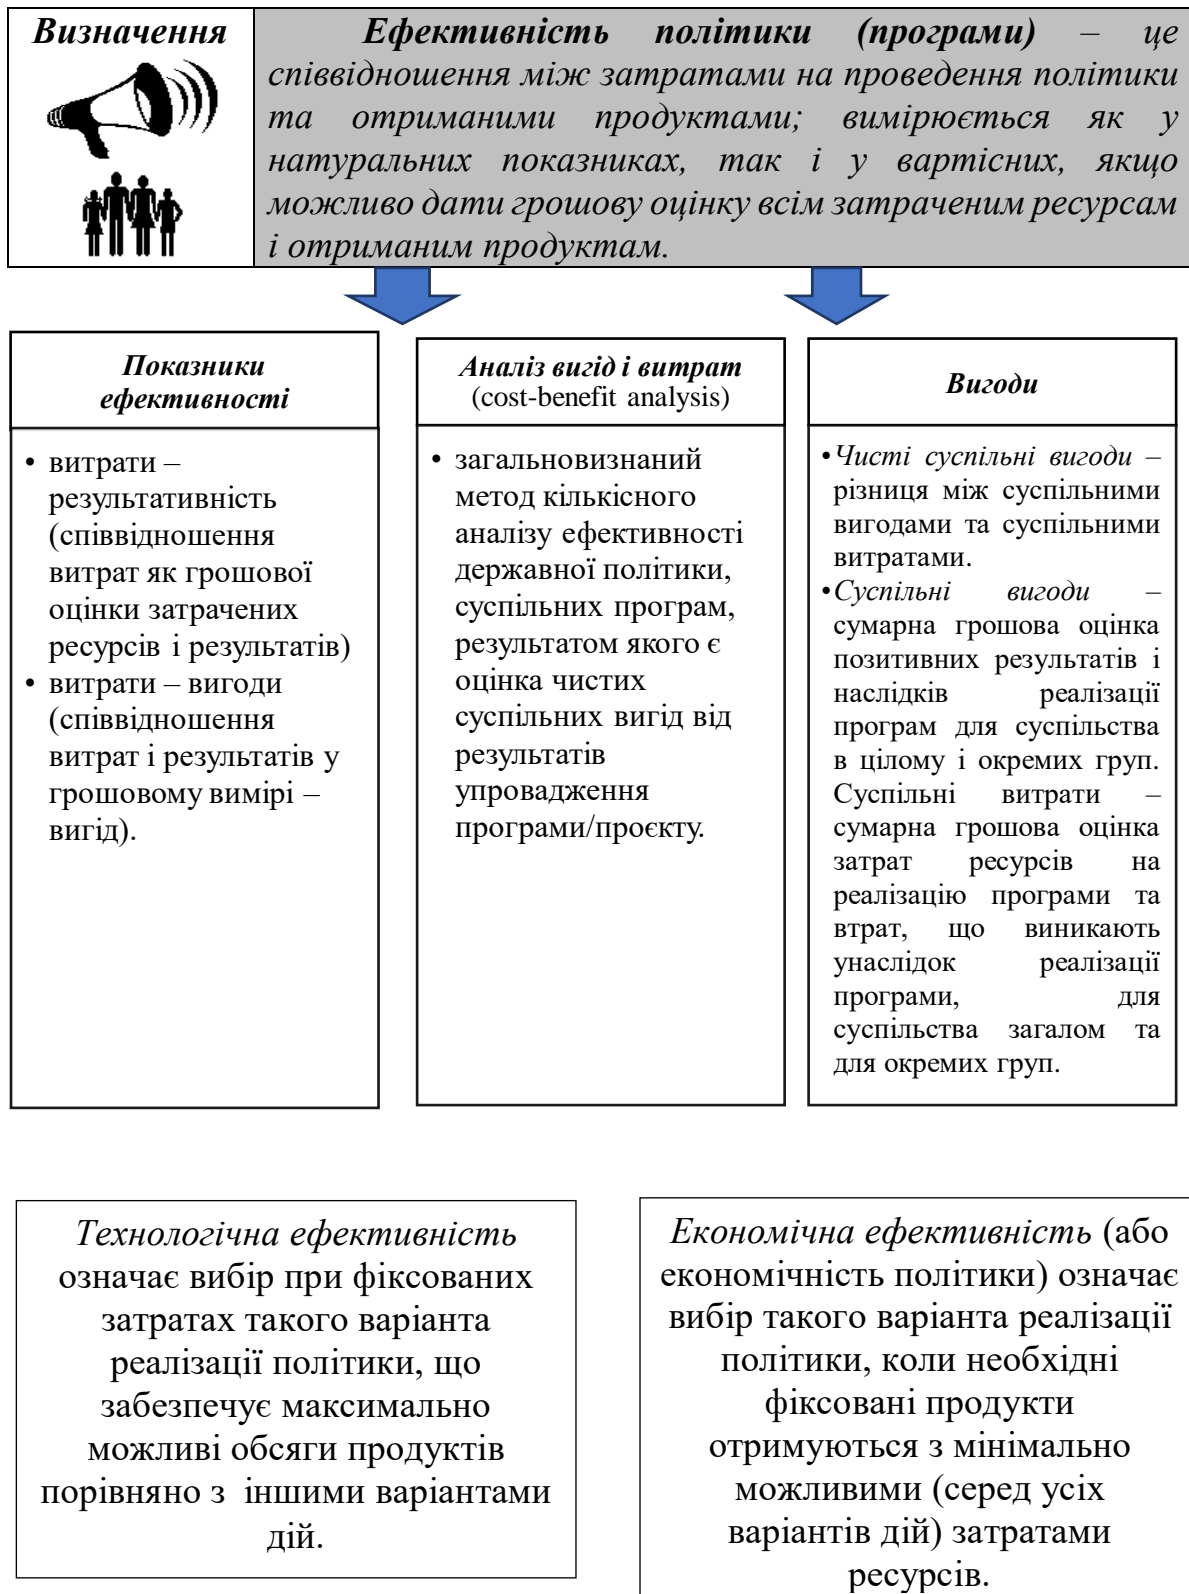 Визначення
Ефективність політики (програми) – це
співвідношення між затратами на проведення політики
та отриманими продуктами; вимірюється як у
натуральних показниках, так і у вартісних, якщо
можливо дати грошову оцінку всім затраченим ресурсам
і отриманим продуктам.
Показники
ефективності
• витрати –
результативність
(співвідношення
витрат як грошової
оцінки затрачених
ресурсів і результатів)
• витрати – вигоди
(співвідношення
витрат і результатів у
грошовому вимірі –
вигід).
Аналіз вигід і витрат
(cost-benefit analysis)
• загальновизнаний
метод кількісного
аналізу ефективності
державної політики,
суспільних програм,
результатом якого є
оцінка чистих
суспільних вигід від
результатів
упровадження
програми/проєкту.
Вигоди
•Чисті суспільні вигоди –
різниця між суспільними
вигодами та суспільними
витратами.
•Суспільні вигоди –
сумарна грошова оцінка
позитивних результатів і
наслідків реалізації
програм для суспільства
в цілому і окремих груп.
Суспільні витрати –
сумарна грошова оцінка
затрат ресурсів на
реалізацію програми та
втрат, що виникають
унаслідок реалізації
програми, для
суспільства загалом та
для окремих груп.
Технологічна ефективність
означає вибір при фіксованих
затратах такого варіанта
реалізації політики, що
забезпечує максимально
можливі обсяги продуктів
порівняно з іншими варіантами
дій.
Економічна ефективність (або
економічність політики) означає
вибір такого варіанта реалізації
політики, коли необхідні
фіксовані продукти
отримуються з мінімально
можливими (серед усіх
варіантів дій) затратами
ресурсів.